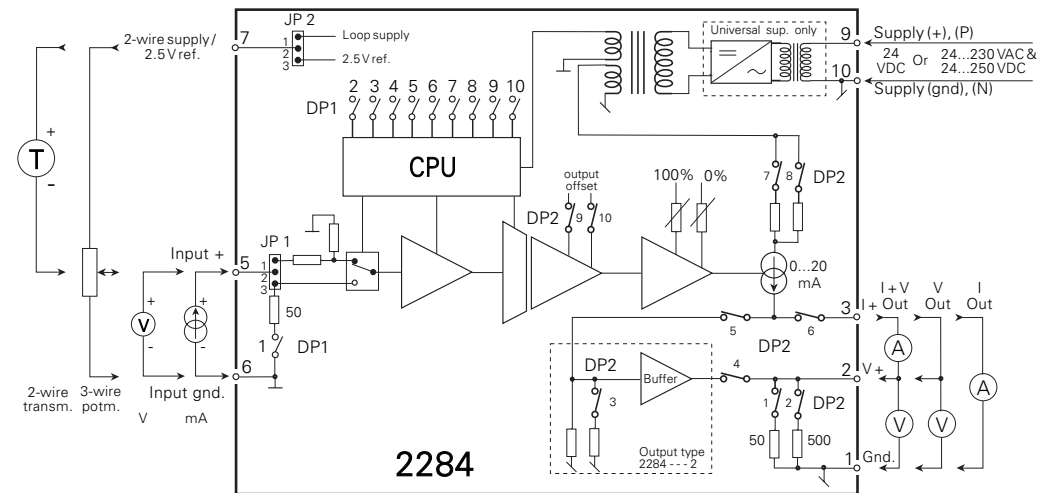 JP 2
7
2-wire supply/
2.5V ref.
1
2
3
Loop supply
2.5V ref.
Universal sup. only
9
10
Supply (+), (P)
24 VDC Or 24...230 VAC & 24...250 VDC
Supply (gnd), (N)
2 3 4 5 6 7 8 9 10
DP1
CPU
+
T
-
output
offset
DP2
9
10
100%
0%
7
8
DP2
Input +
5
JP 1
1
2
3
0...20
mA
+
V
-
+
-
50
1
DP1
6
Input gnd.
2-wire
transm.
3-wire
potm.
V
mA
5
6
DP2
3
I+
I + V
Out
V
Out
I
Out
A
A
DP2
3
Buffer
4
2
V+
1
2
DP2
50
500
V
V
Output type
2284 - - - 2
1
Gnd.
2284